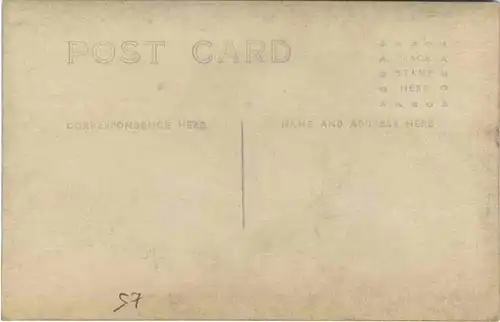 POST CARD
PLACE
STAMP
HERE
CORRESPONDENCE HERE
NAME AND ADDRESS HERE
57